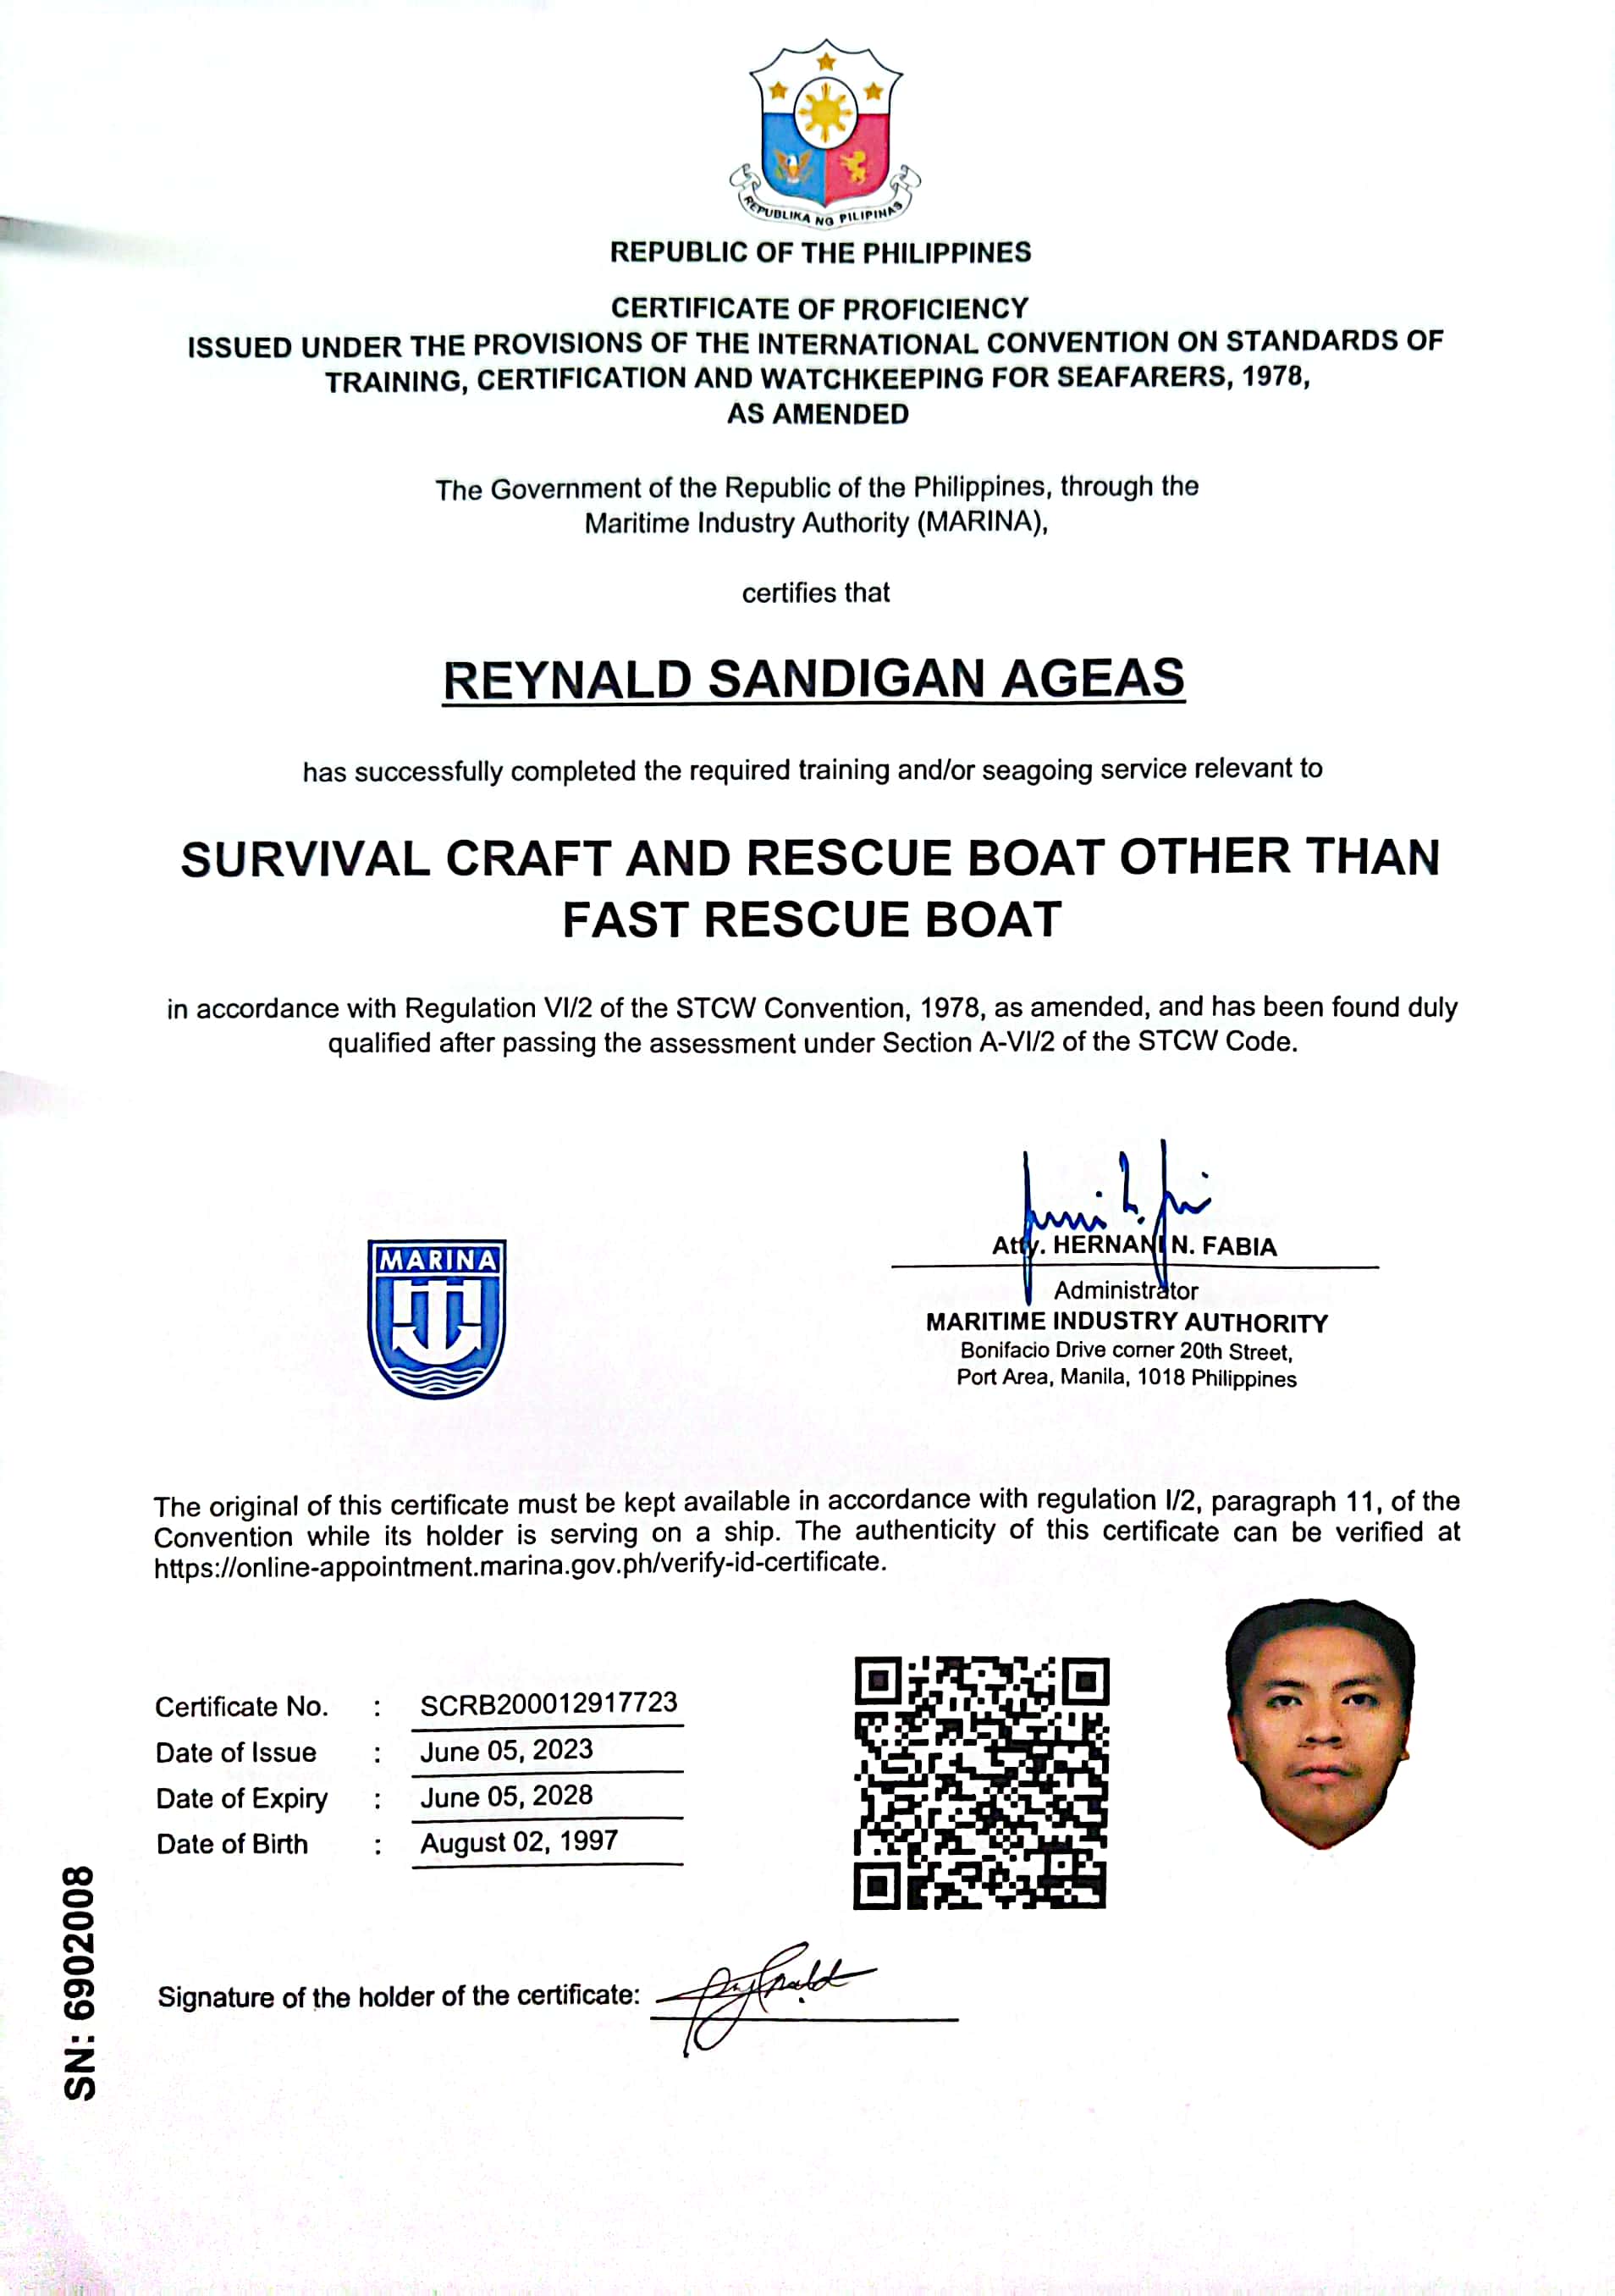 REPUBLIKA NG PILIPINAS
REPUBLIC OF THE PHILIPPINES
CERTIFICATE OF PROFICIENCY
ISSUED UNDER THE PROVISIONS OF THE INTERNATIONAL CONVENTION ON STANDARDS OF
TRAINING, CERTIFICATION AND WATCHKEEPING FOR SEAFARERS, 1978,
AS AMENDED
The Government of the Republic of the Philippines, through the
Maritime Industry Authority (MARINA),
certifies that
REYNALD SANDIGAN AGEAS
has successfully completed the required training and/or seagoing service relevant to
SURVIVAL CRAFT AND RESCUE BOAT OTHER THAN
FAST RESCUE BOAT
in accordance with Regulation VI/2 of the STCW Convention, 1978, as amended, and has been found duly
qualified after passing the assessment under Section A-VI/2 of the STCW Code.
MARINA
Atty. HERNANI N. FABIA
Administrator
MARITIME INDUSTRY AUTHORITY
Bonifacio Drive corner 20th Street,
Port Area, Manila, 1018 Philippines
The original of this certificate must be kept available in accordance with regulation I/2, paragraph 11, of the
Convention while its holder is serving on a ship. The authenticity of this certificate can be verified at
https://online-appointment.marina.gov.ph/verify-id-certificate.
Certificate No. : SCRB200012917723
Date of Issue : June 05, 2023
Date of Expiry : June 05, 2028
Date of Birth : August 02, 1997
Signature of the holder of the certificate:
SN: 6902008